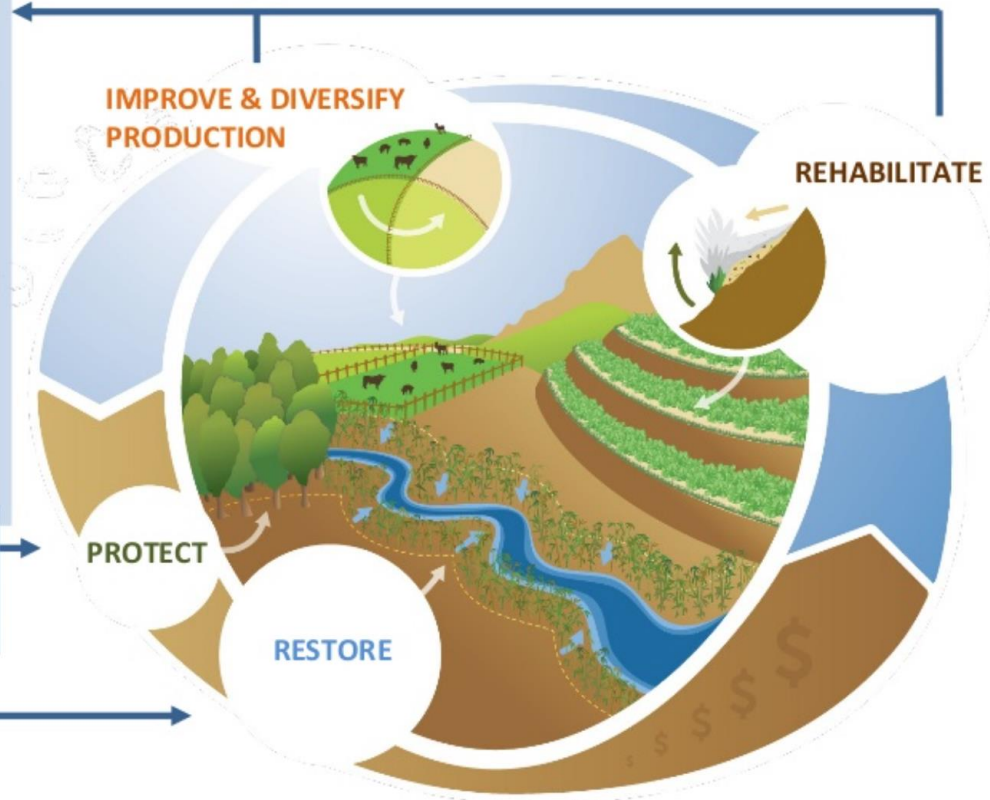 IMPROVE & DIVERSIFY
PRODUCTION
REHABILITATE
PROTECT
RESTORE
$ $ $ $ $